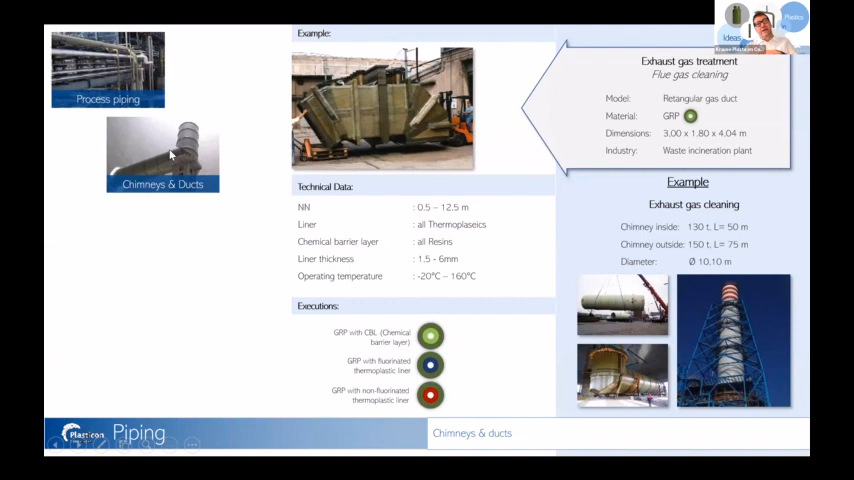 Process piping
Chimneys & Ducts
Example:
Technical Data:
NN : 0.5 – 12.5 m
Liner : all Thermoplaseics
Chemical barrier layer : all Resins
Liner thickness : 1.5 - 6mm
Operating temperature : -20°C – 160°C
Executions:
GRP with CBL (Chemical
barrier layer)
GRP with fluorinated
thermoplastic liner
GRP with non-fluorinated
thermoplastic liner
Exhaust gas treatment
Flue gas cleaning
Model: Retangular gas duct
Material: GRP
Dimensions: 3.00 x 1.80 x 4.04 m
Industry: Waste incineration plant
Example
Exhaust gas cleaning
Chimney inside: 130 t, L= 50 m
Chimney outside: 150 t, L= 75 m
Diameter: Ø 10.10 m
Ideas
Plastics
in
Plasticon
Piping
Chimneys & ducts